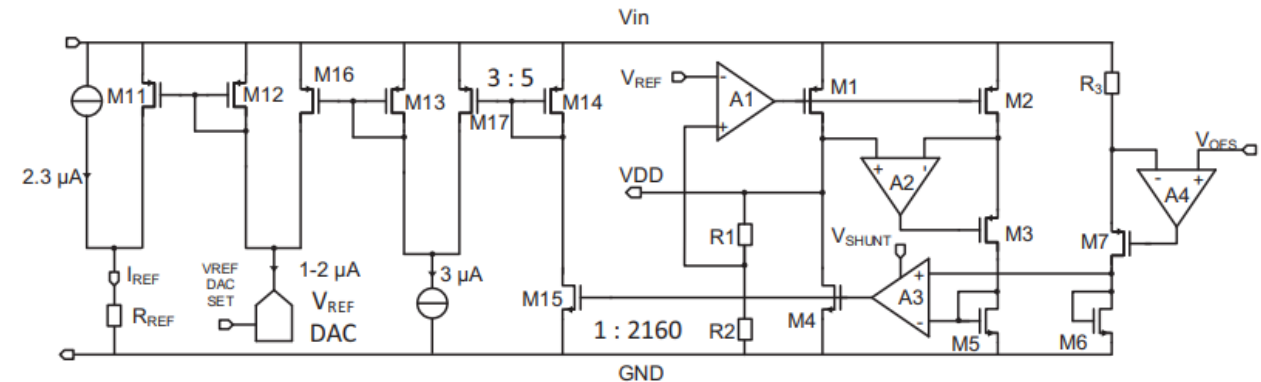 Vin
M11
M12
M16
M13
3 : 5
M17
M14
VREF
-
A1
+
M1
M2
R3
VOFS
2.3 µA
+
-
A2
-
+
A4
VDD
R1
VSHUNT
M3
M7
IREF
RREF
VREF
DAC
SET
1-2 µA
VREF
DAC
3 µA
M15
1 : 2160
R2
M4
+
A3
-
M5
M6
GND